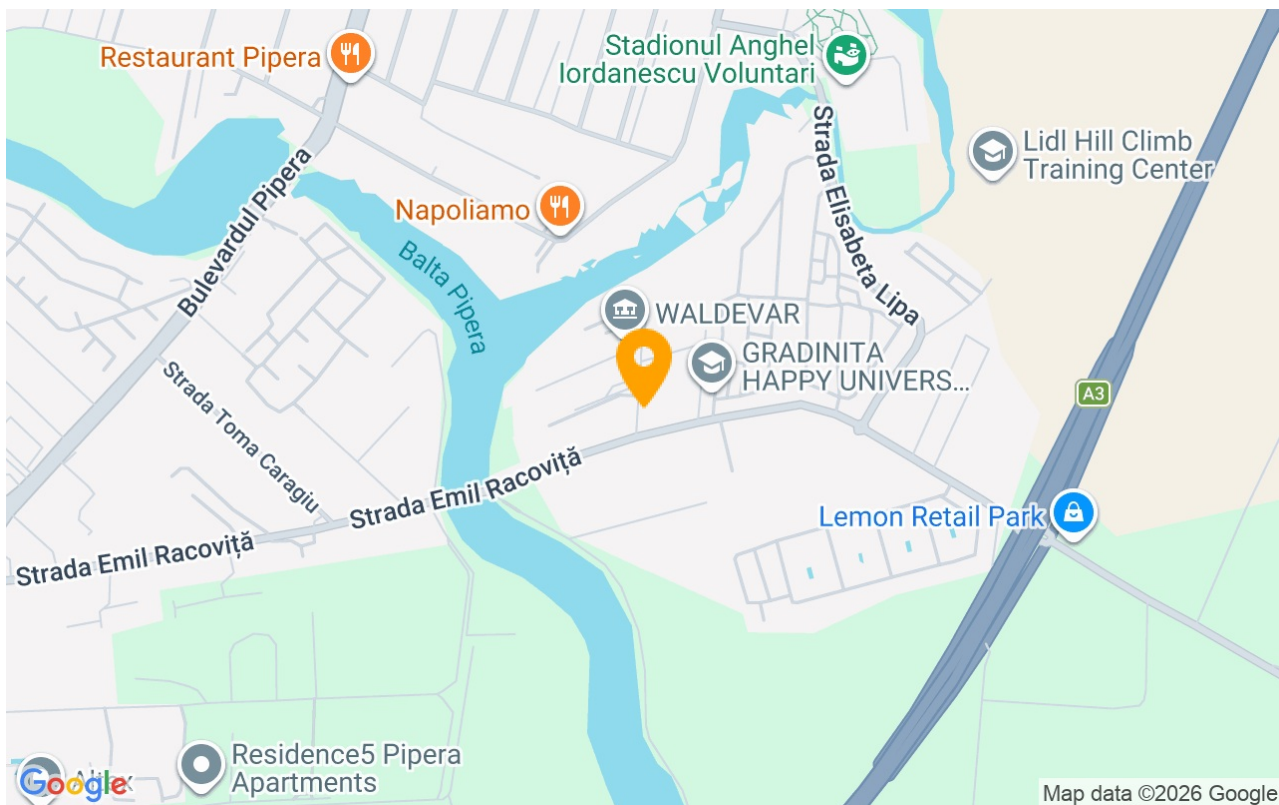 Restaurant Pipera
Stadionul Anghel
Iordanescu Voluntari
Lidl Hill Climb
Training Center
Strada Elisabeta Lipa
Bulevardul Pipera
Napoliamo
Balta Pipera
WALDEVAR
GRADINITA
HAPPY UNIVERS...
A3
Strada Toma Caragiu
Strada Emil Racoviță
Lemon Retail Park
Strada Emil Racoviță
Residence5 Pipera
Apartments
Google
Map data ©2026 Google